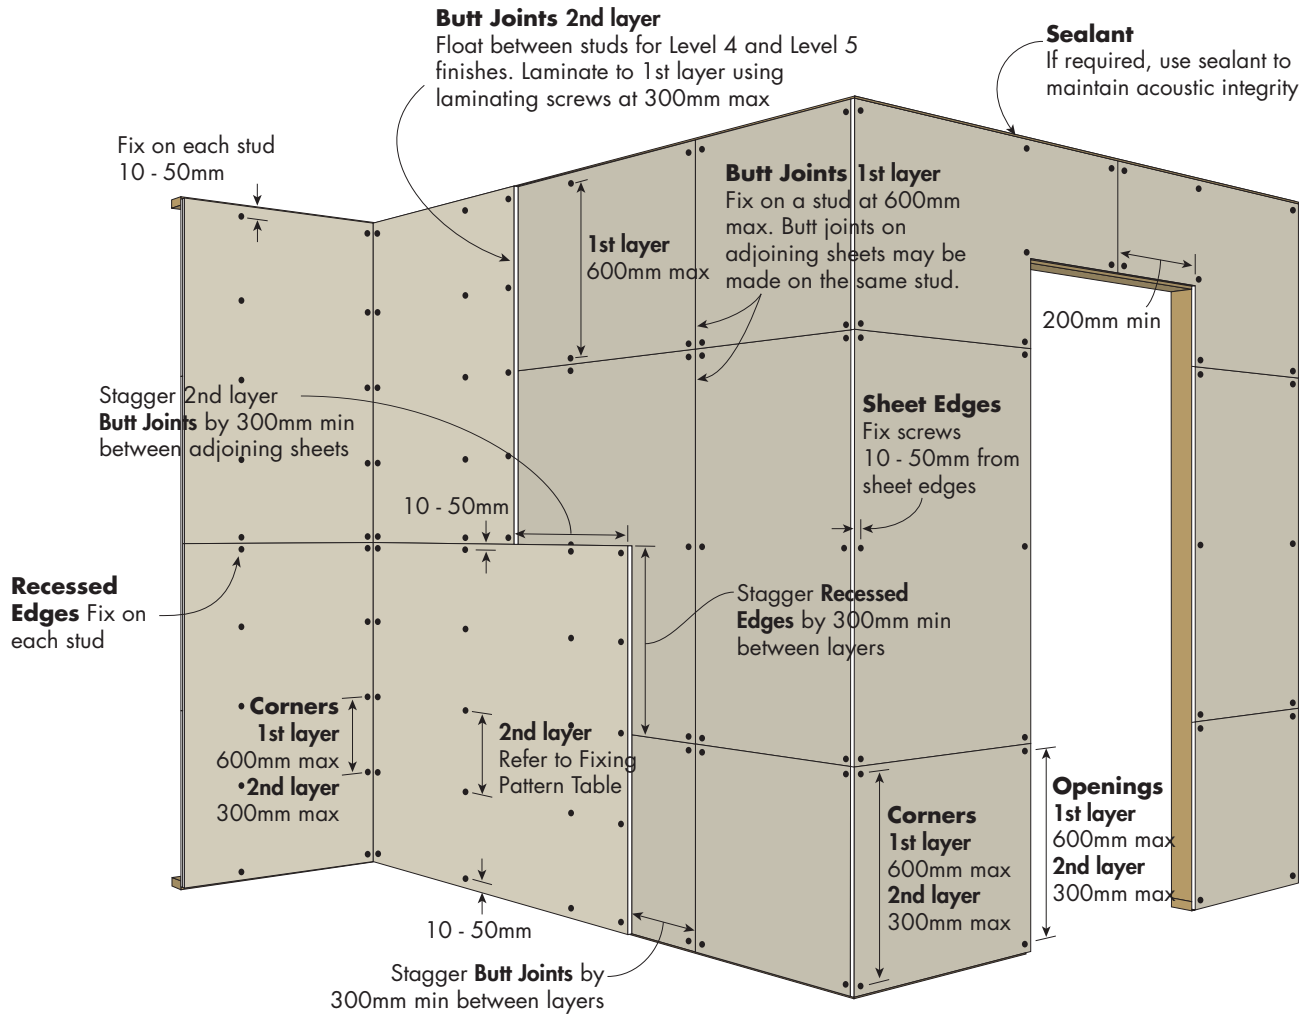 Butt Joints 2nd layer
Float between studs for Level 4 and Level 5
finishes. Laminate to 1st layer using
laminating screws at 300mm max
Sealant
If required, use sealant to
maintain acoustic integrity
Fix on each stud
10 - 50mm
Butt Joints 1st layer
Fix on a stud at 600mm
max. Butt joints on
adjoining sheets may be
made on the same stud.
1st layer
600mm max
200mm min
Stagger 2nd layer
Butt Joints by 300mm min
between adjoining sheets
Sheet Edges
Fix screws
10 - 50mm from
sheet edges
10 - 50mm
Recessed
Edges Fix on
each stud
Stagger Recessed
Edges by 300mm min
between layers
Corners
1st layer
600mm max
2nd layer
300mm max
2nd layer
Refer to Fixing
Pattern Table
Corners
1st layer
600mm max
2nd layer
300mm max
Openings
1st layer
600mm max
2nd layer
300mm max
10 - 50mm
Stagger Butt Joints by
300mm min between layers